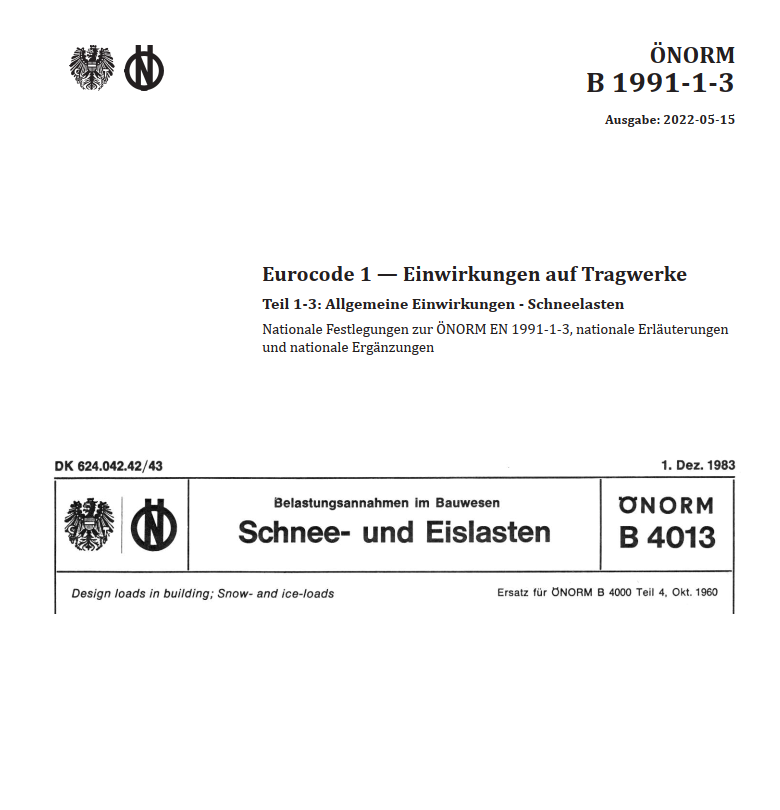 ÖNORM
B 1991-1-3
Ausgabe: 2022-05-15
Eurocode 1 — Einwirkungen auf Tragwerke
Teil 1-3: Allgemeine Einwirkungen - Schneelasten
Nationale Festlegungen zur ÖNORM EN 1991-1-3, nationale Erläuterungen
und nationale Ergänzungen
DK 624.042.42/43
1. Dez. 1983
Belastungsannahmen im Bauwesen
Schnee- und Eislasten
ÖNORM
B 4013
Design loads in building; Snow- and ice-loads
Ersatz für ÖNORM B 4000 Teil 4, Okt. 1960